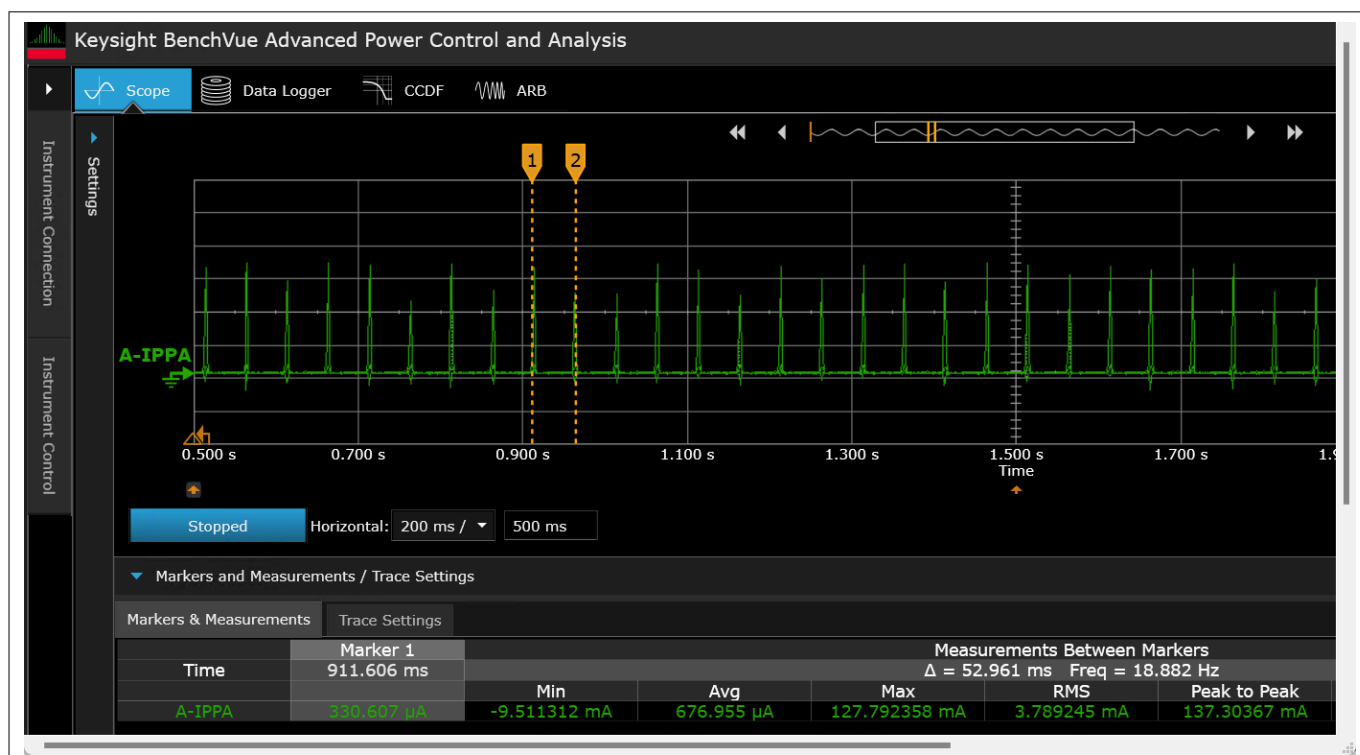 Keysight BenchVue Advanced Power Control and Analysis
Scope Data Logger CCDF ARB
Instrument Connection
Instrument Control
Settings
1 2
A-IPPA
0.500 s 0.700 s 0.900 s 1.100 s 1.300 s 1.500 s 1.700 s 1.9
Time
Stopped Horizontal: 200 ms / 500 ms
Markers and Measurements / Trace Settings
Markers & Measurements Trace Settings
Marker 1 Measurements Between Markers
Time 911.606 ms Δ = 52.961 ms Freq = 18.882 Hz
Min Avg Max RMS Peak to Peak
A-IPPA 330.607 µA -9.511312 mA 676.955 µA 127.792358 mA 3.789245 mA 137.30367 mA